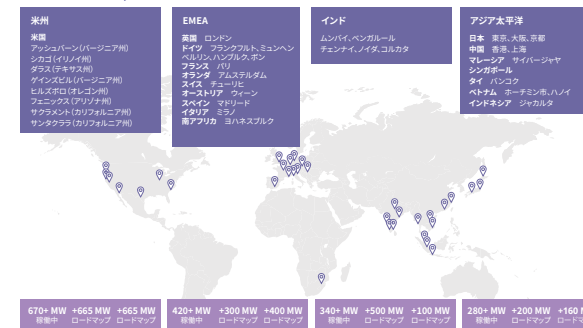 米州
米国
アッシュバーン(バージニア州)
シカゴ(イリノイ州)
ダラス(テキサス州)
ゲインズビル(バージニア州)
ヒルズボロ(オレゴン州)
フェニックス(アリゾナ州)
サクラメント(カリフォルニア州)
サンタクララ(カリフォルニア州)
EMEA
英国 ロンドン
ドイツ フランクフルト、ミュンヘン
ベルリン、ハンブルク、ボン
フランス パリ
オランダ アムステルダム
スイス チューリヒ
オーストリア ウィーン
スペイン マドリード
イタリア ミラノ
南アフリカ ヨハネスブルク
インド
ムンバイ、ベンガルール
チェンナイ、ノイダ、コルカタ
アジア太平洋
日本 東京、大阪、京都
中国 香港、上海
マレーシア サイバージャヤ
シンガポール
タイ バンコク
ベトナム ホーチミン市、ハノイ
インドネシア ジャカルタ
670+ MW +665 MW +665 MW
稼働中 ロードマップ ロードマップ
420+ MW +300 MW +400 MW
稼働中 ロードマップ ロードマップ
340+ MW +500 MW +100 MW
稼働中 ロードマップ ロードマップ
280+ MW +200 MW +160
稼働中 ロードマップ ロードマ